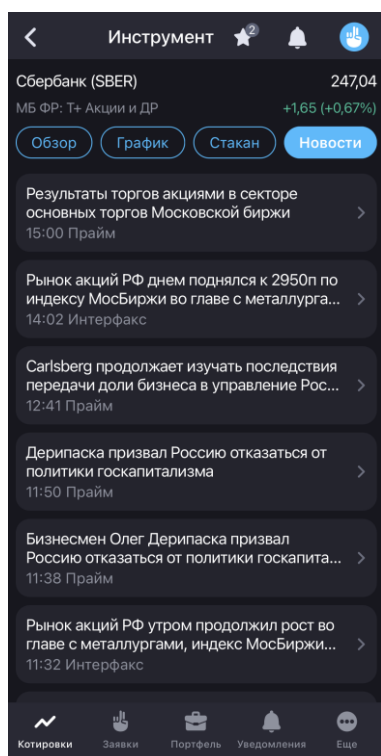 Инструмент 2
Сбербанк (SBER) 247,04
МБ ФР: Т+ Акции и ДР +1,65 (+0,67%)
Обзор График Стакан Новости
Результаты торгов акциями в секторе
основных торгов Московской биржи
15:00 Прайм
Рынок акций РФ днем поднялся к 2950п по
индексу МосБиржи во главе с металлурга...
14:02 Интерфакс
Carlsberg продолжает изучать последствия
передачи доли бизнеса в управление Рос...
12:41 Прайм
Дерипаска призвал Россию отказаться от
политики госкапитализма
11:50 Прайм
Бизнесмен Олег Дерипаска призвал
Россию отказаться от политики госкапита...
11:38 Прайм
Рынок акций РФ утром продолжил рост во
главе с металлургами, индекс МосБиржи...
11:32 Интерфакс
Котировки Заявки Портфель Уведомления Еще